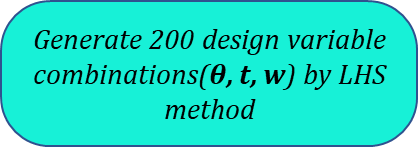 Generate 200 design variable
combinations(θ, t, w) by LHS
method